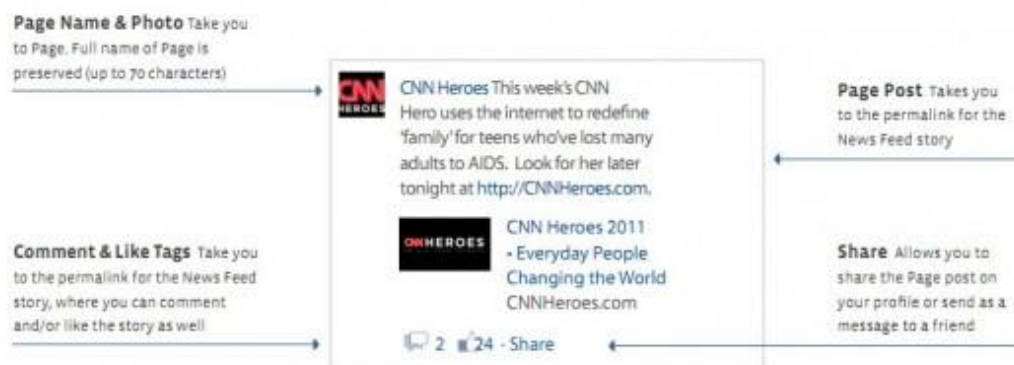 Page Name & Photo Take you
to Page. Full name of Page is
preserved (up to 70 characters)
CNN
HEROES
CNN Heroes This week's CNN
Hero uses the internet to redefine
'family' for teens who've lost many
adults to AIDS. Look for her later
tonight at http://CNNHeroes.com.
Page Post Takes you
to the permalink for the
News Feed story
CNN HEROES
CNN Heroes 2011
- Everyday People
Changing the World
CNNHeroes.com
Comment & Like Tags Take you
to the permalink for the News Feed
story, where you can comment
and/or like the story as well
Share Allows you to
share the Page post on
your profile or send as a
message to a friend
2 24 - Share